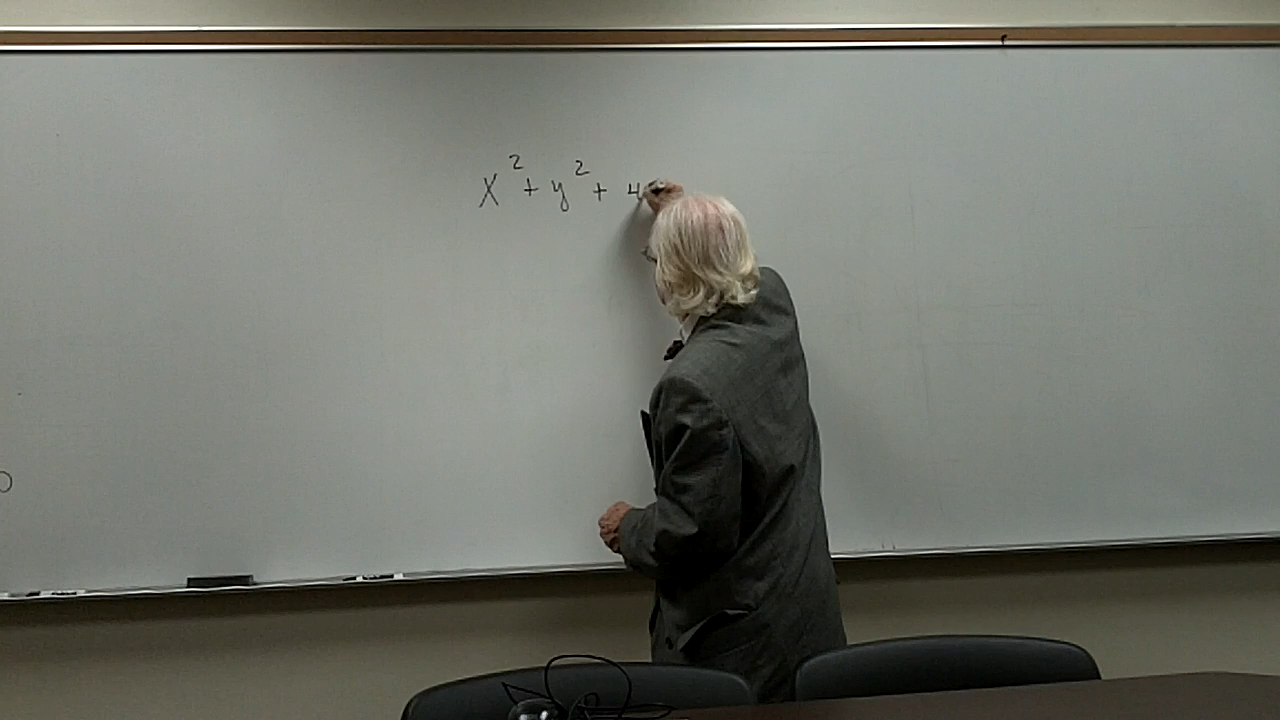 x² + y² + 4